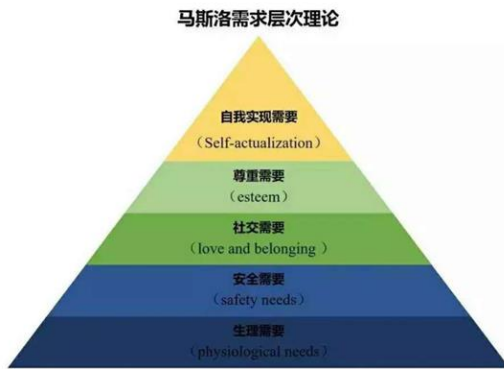 马斯洛需求层次理论
自我实现需要
（Self-actualization）
尊重需要
（esteem）
社交需要
（love and belonging ）
安全需要
（safety needs）
生理需要
（physiological needs）